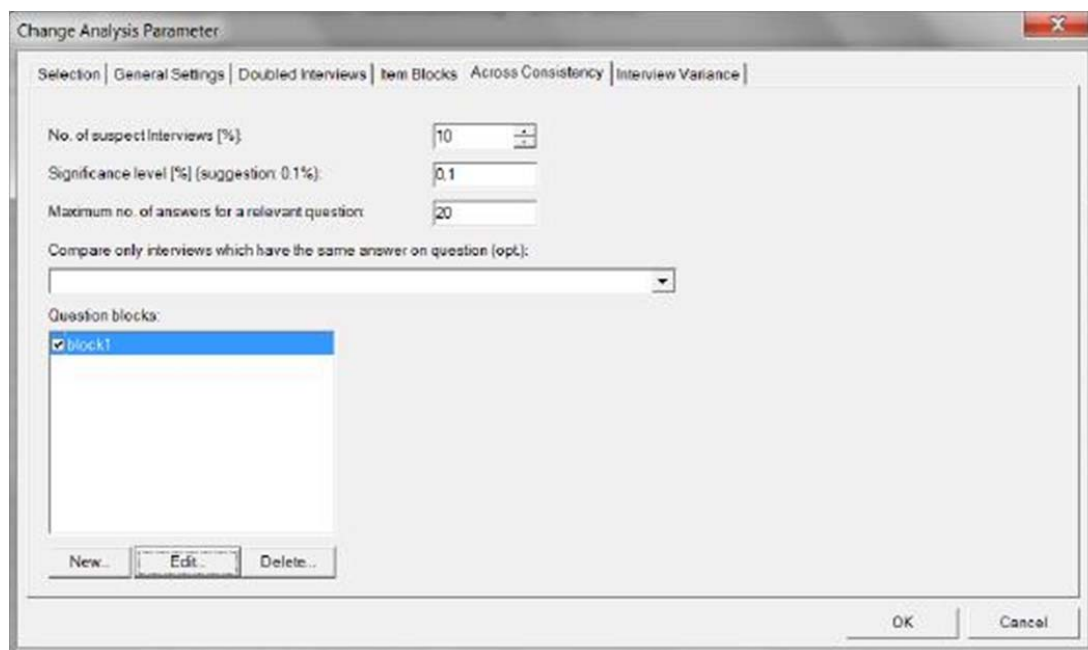 Change Analysis Parameter
Selection General Settings Doubled Interviews Item Blocks Across Consistency Interview Variance
No. of suspect Interviews [%]: 10
Significance level [%] (suggestion: 0.1%): 0,1
Maximum no. of answers for a relevant question: 20
Compare only interviews which have the same answer on question (opt.):
Question blocks:
block1
New... Edit... Delete...
OK Cancel